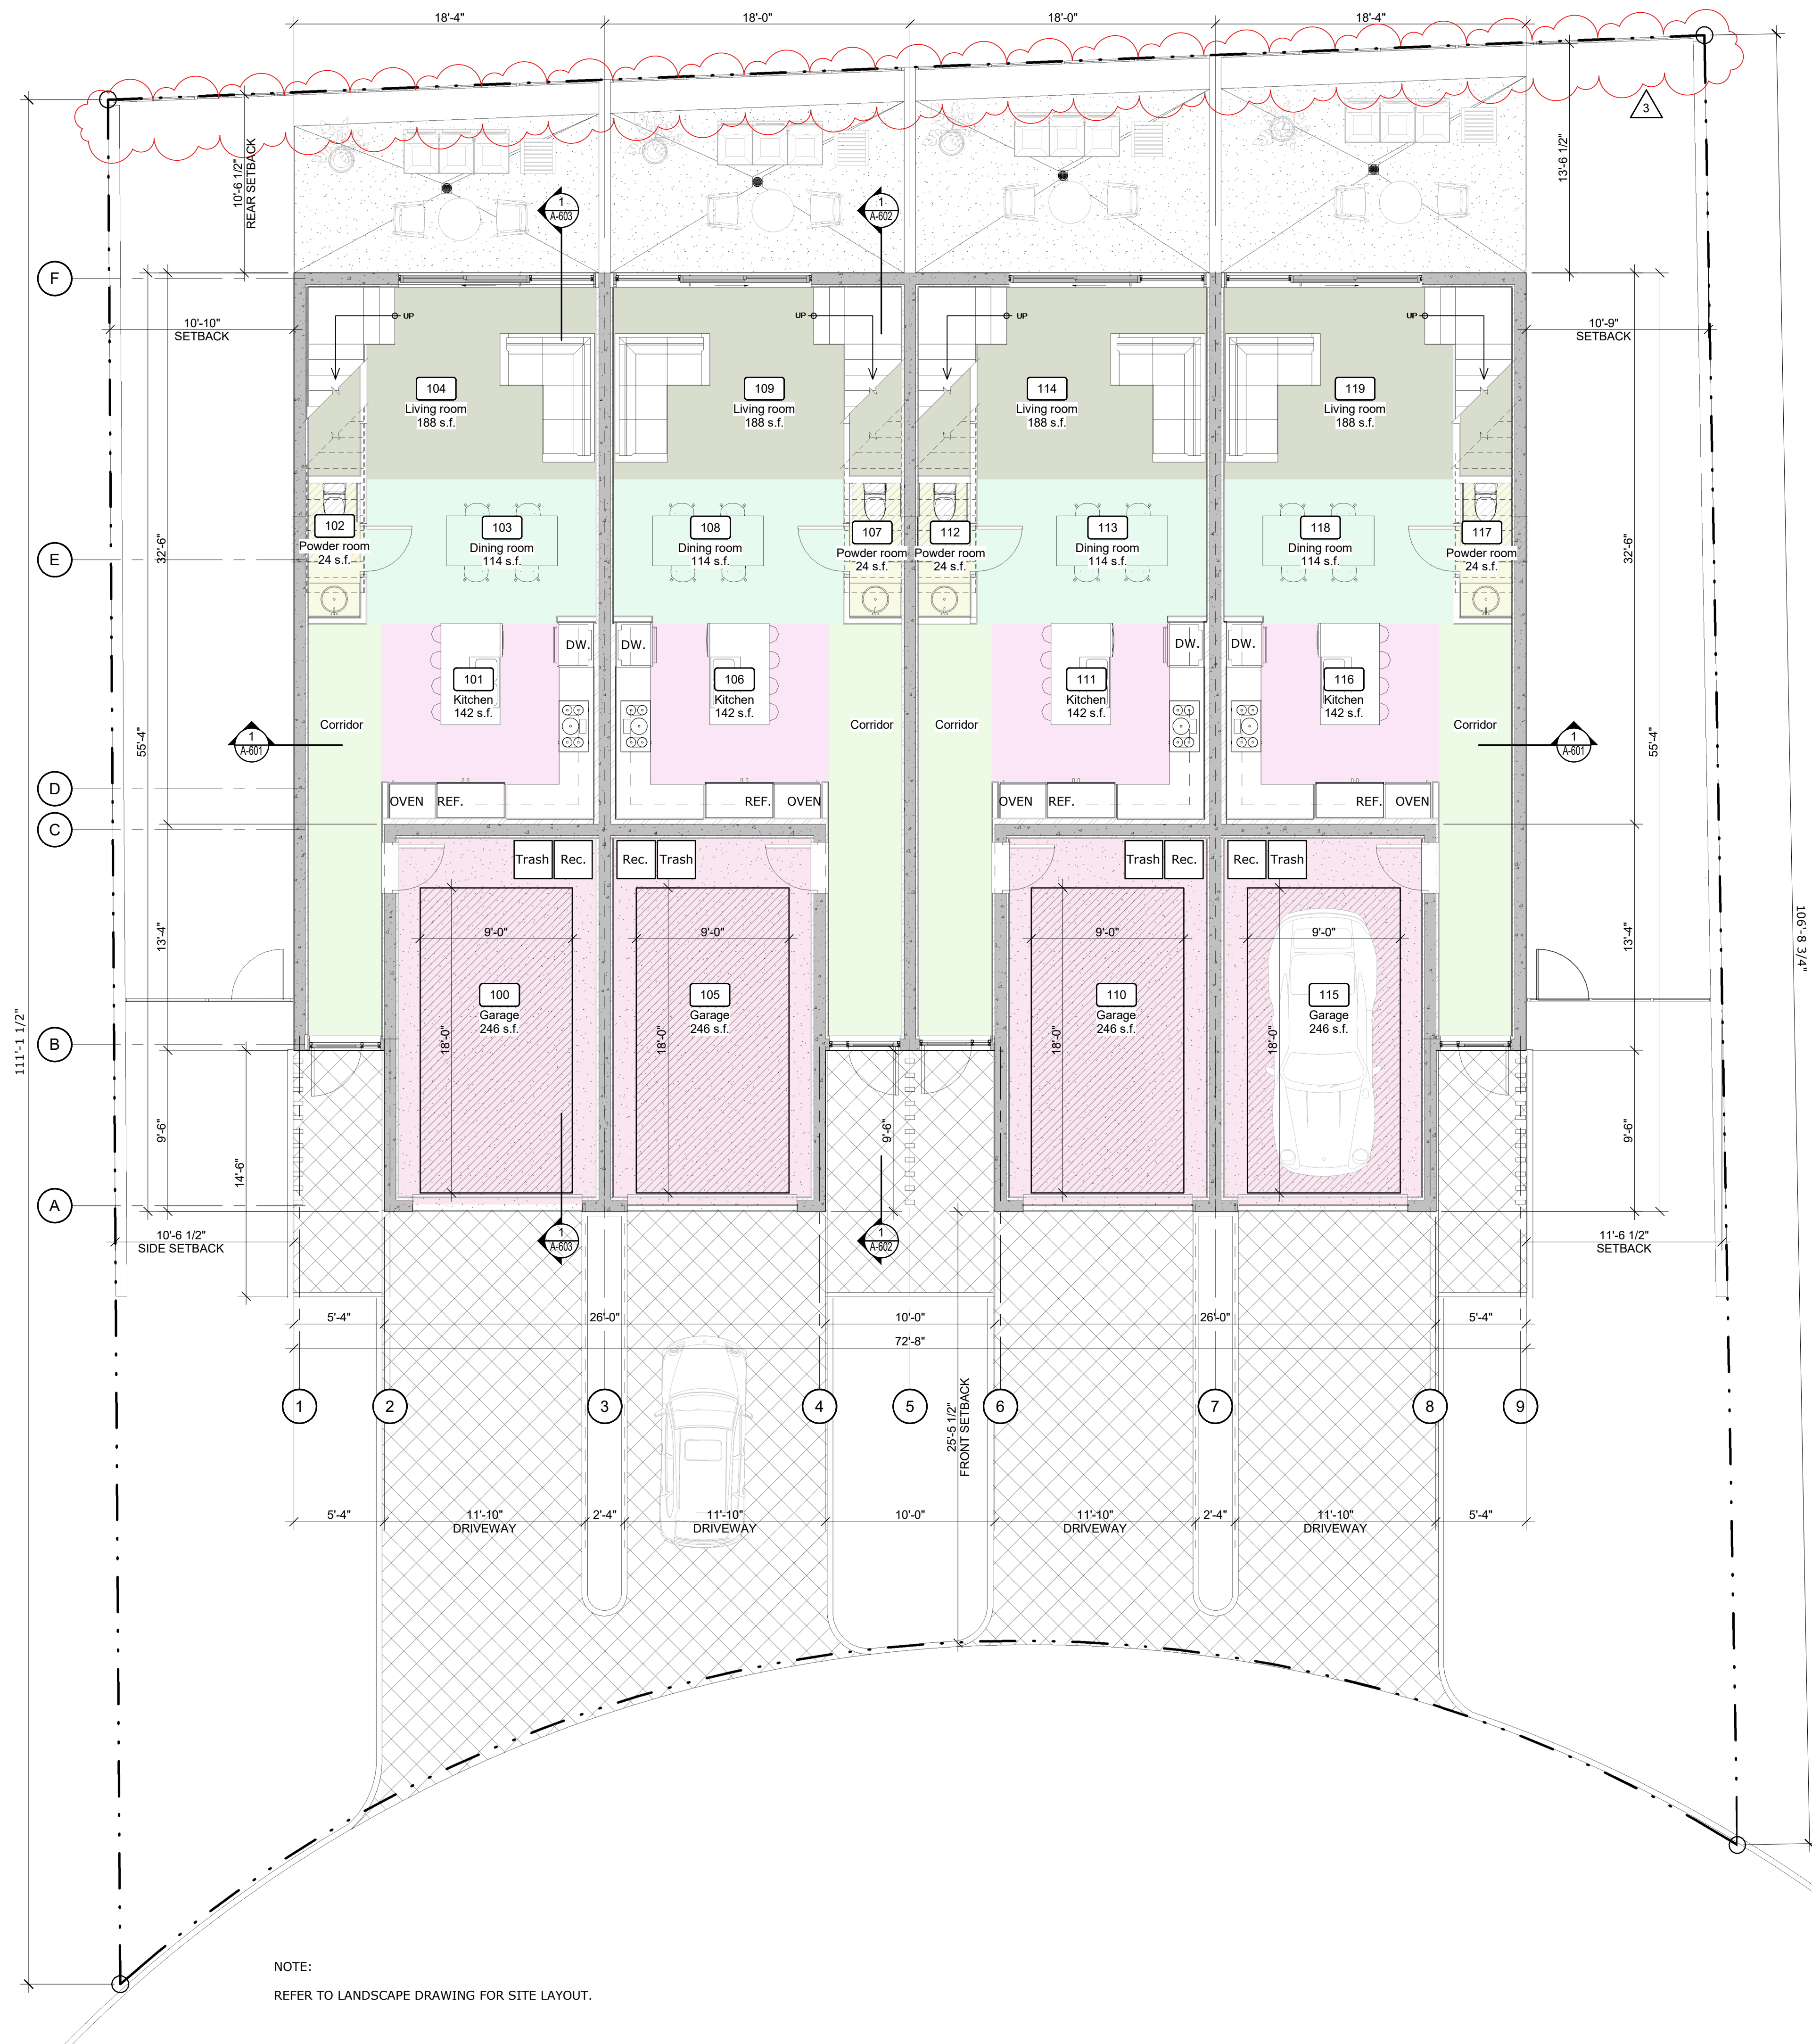 18'-4" 18'-0" 18'-0" 18'-4"
3
10'-6 1/2"
REAR SETBACK
13'-6 1/2"
1 1
A-603 A-602
F
10'-10" 10'-9"
SETBACK SETBACK
UP UP UP UP
104 109 114 119
Living room Living room Living room Living room
188 s.f. 188 s.f. 188 s.f. 188 s.f.
102 103 108 107 112 113 118 117
Powder room Dining room Dining room Powder room Powder room Dining room Dining room Powder room
24 s.f. 114 s.f. 114 s.f. 24 s.f. 24 s.f. 114 s.f. 114 s.f. 24 s.f.
E
32'-6" 32'-6"
DW. DW. DW. DW.
101 106 111 116
Kitchen Kitchen Kitchen Kitchen
142 s.f. 142 s.f. 142 s.f. 142 s.f.
Corridor Corridor Corridor Corridor
1 1
A-601 A-601
55'-4" 55'-4"
D
OVEN REF. REF. OVEN OVEN REF. REF. OVEN
C
Trash Rec. Rec. Trash Trash Rec. Rec. Trash
13'-4" 9'-0" 9'-0" 9'-0" 9'-0" 13'-4"
106'-8 3/4"
100 105 110 115
Garage Garage Garage Garage
246 s.f. 246 s.f. 246 s.f. 246 s.f.
18'-0" 18'-0" 18'-0" 18'-0"
111'-1 1/2"
B
9'-6" 9'-6" 9'-6"
14'-6"
A
10'-6 1/2" 11'-6 1/2"
SIDE SETBACK SETBACK
1 1
A-603 A-602
5'-4" 26'-0" 10'-0" 26'-0" 5'-4"
72'-8"
1 2 3 4 5 6 7 8 9
25'-5 1/2"
FRONT SETBACK
5'-4" 11'-10" 2'-4" 11'-10" 10'-0" 11'-10" 2'-4" 11'-10" 5'-4"
DRIVEWAY DRIVEWAY DRIVEWAY DRIVEWAY
NOTE:
REFER TO LANDSCAPE DRAWING FOR SITE LAYOUT.